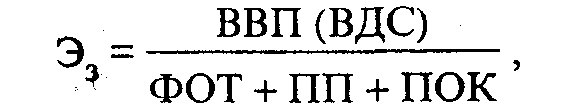 Э₃ = ВВП (ВДС) / ФОТ + ПП + ПОК ,